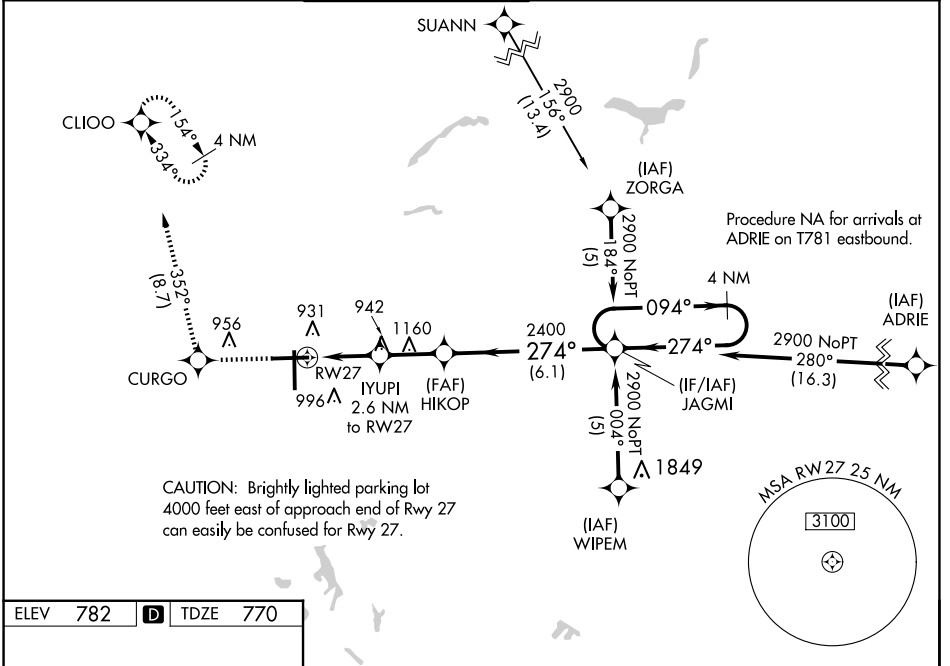 SUANN
2900
156°
(13.4)
CLIOO
154°
334°
4 NM
(IAF)
ZORGA
2900 NoPT
184°
(5)
Procedure NA for arrivals at
ADRIE on T781 eastbound.
4 NM
094°
352°
(8.7)
(IAF)
ADRIE
956
931
942
1160
2400
274°
(6.1)
274°
2900 NoPT
280°
(16.3)
CURGO
RW27
996
IYUPI
2.6 NM
to RW27
(FAF)
HIKOP
(IF/IAF)
JAGMI
2900 NoPT
004°
(5)
1849
(IAF)
WIPEM
CAUTION: Brightly lighted parking lot
4000 feet east of approach end of Rwy 27
can easily be confused for Rwy 27.
MSA RW27 25 NM
3100
ELEV 782 D TDZE 770